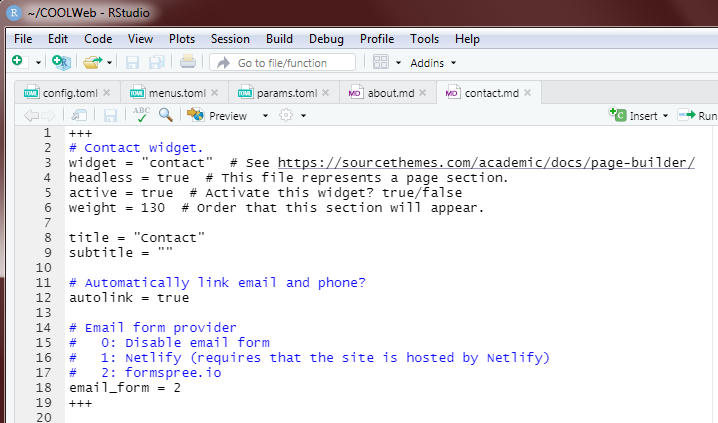 R ~/COOLWeb - RStudio
File Edit Code View Plots Session Build Debug Profile Tools Help
Go to file/function Addins
TOML config.toml TOML menus.toml TOML params.toml MD about.md MD contact.md
ABC Preview Insert Run
1 +++
2 # Contact widget.
3 widget = "contact"  # See https://sourcethemes.com/academic/docs/page-builder/
4 headless = true  # This file represents a page section.
5 active = true  # Activate this widget? true/false
6 weight = 130  # Order that this section will appear.
7
8 title = "Contact"
9 subtitle = ""
10
11 # Automatically link email and phone?
12 autolink = true
13
14 # Email form provider
15 #   0: Disable email form
16 #   1: Netlify (requires that the site is hosted by Netlify)
17 #   2: formspree.io
18 email_form = 2
19 +++
20